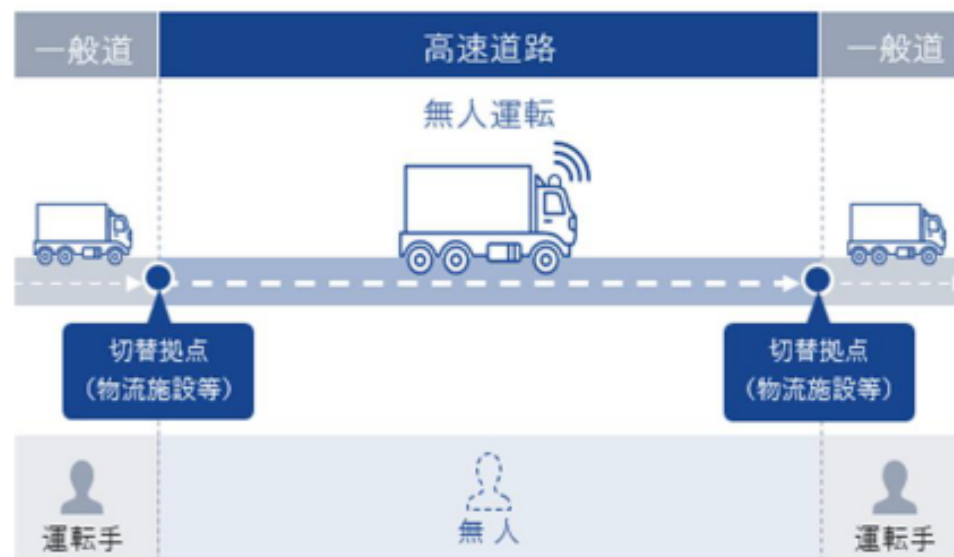 一般道
高速道路
一般道
無人運転
切替拠点
（物流施設等）
切替拠点
（物流施設等）
運転手
無人
運転手